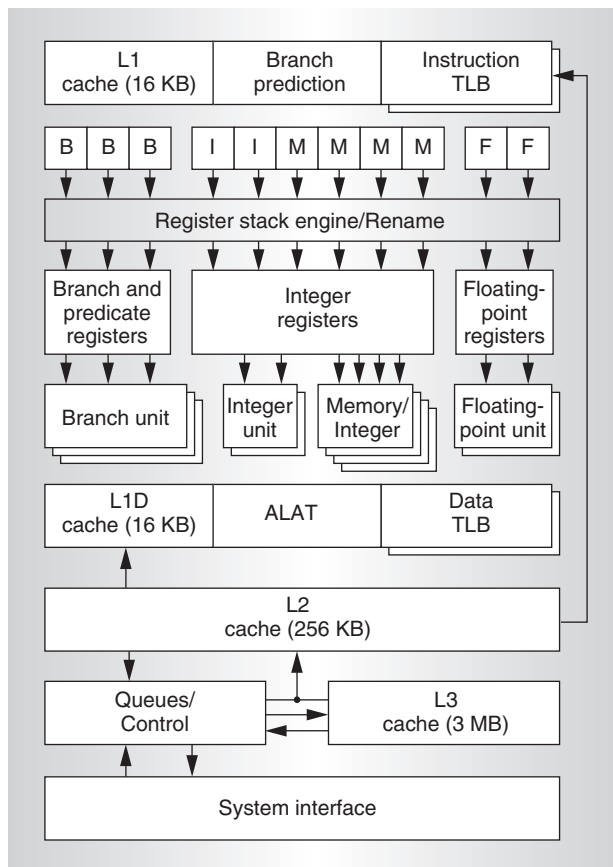 L1
cache (16 KB)
Branch
prediction
Instruction
TLB
B B B I I M M M M F F
Register stack engine/Rename
Branch and
predicate
registers
Integer
registers
Floating-
point
registers
Branch unit
Integer
unit
Memory/
Integer
Floating-
point unit
L1D
cache (16 KB)
ALAT
Data
TLB
L2
cache (256 KB)
Queues/
Control
L3
cache (3 MB)
System interface